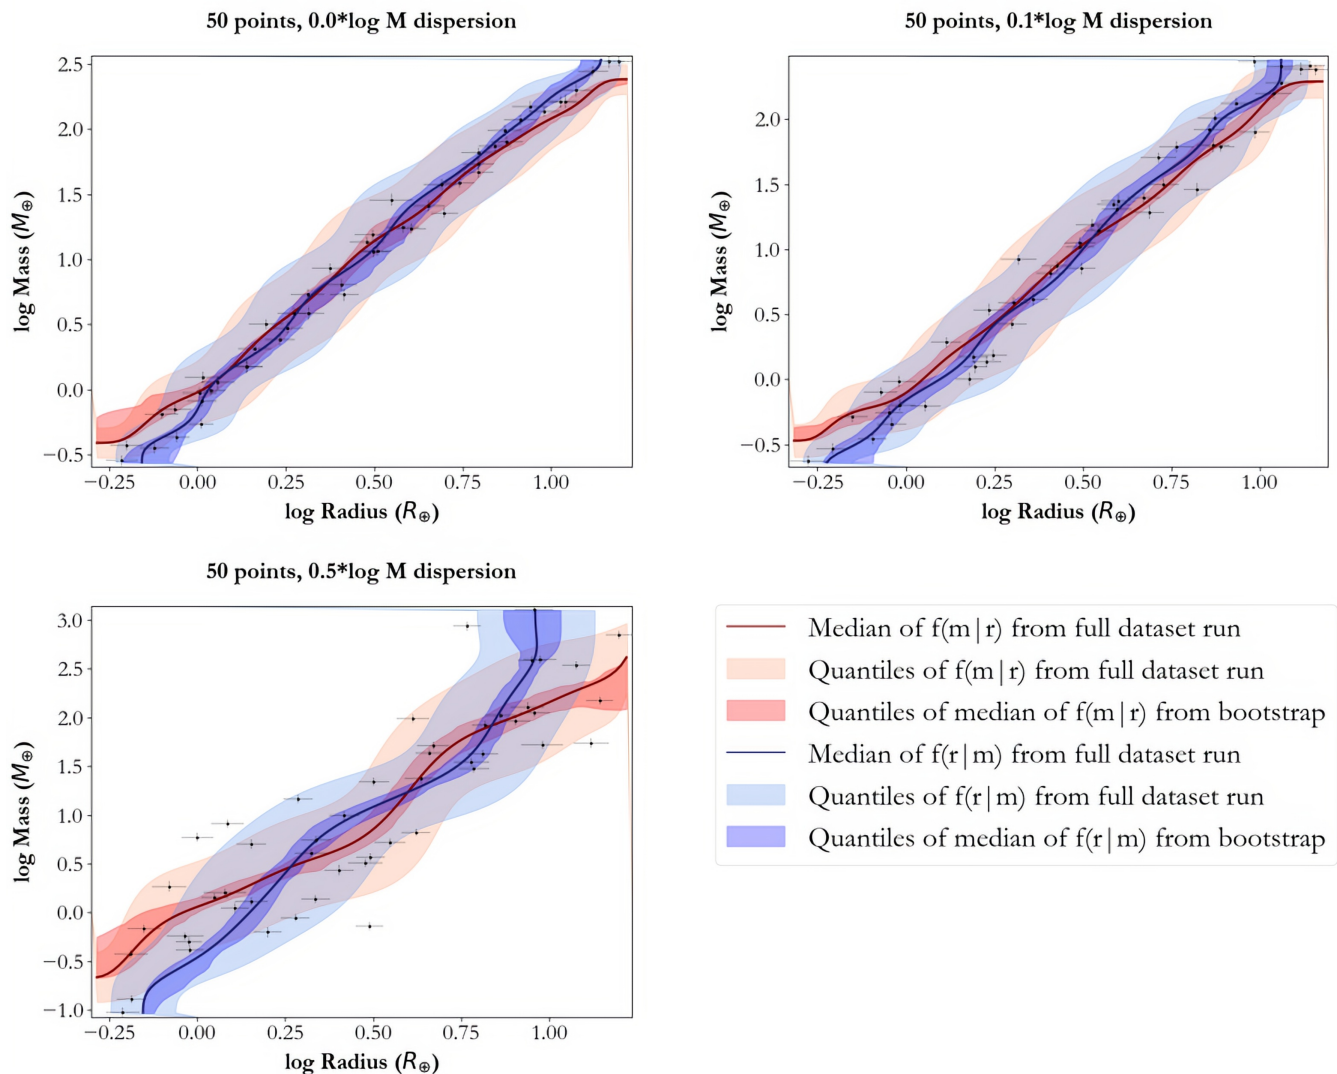 50 points, 0.0*log M dispersion
50 points, 0.1*log M dispersion
2.5
2.0
1.5
1.0
0.5
0.0
−0.5
log Mass (M⊕)
−0.25 0.00 0.25 0.50 0.75 1.00
log Radius (R⊕)
2.0
1.5
1.0
0.5
0.0
−0.5
log Mass (M⊕)
−0.25 0.00 0.25 0.50 0.75 1.00
log Radius (R⊕)
50 points, 0.5*log M dispersion
3.0
2.5
2.0
1.5
1.0
0.5
0.0
−0.5
−1.0
log Mass (M⊕)
−0.25 0.00 0.25 0.50 0.75 1.00
log Radius (R⊕)
Median of f(m|r) from full dataset run
Quantiles of f(m|r) from full dataset run
Quantiles of median of f(m|r) from bootstrap
Median of f(r|m) from full dataset run
Quantiles of f(r|m) from full dataset run
Quantiles of median of f(r|m) from bootstrap